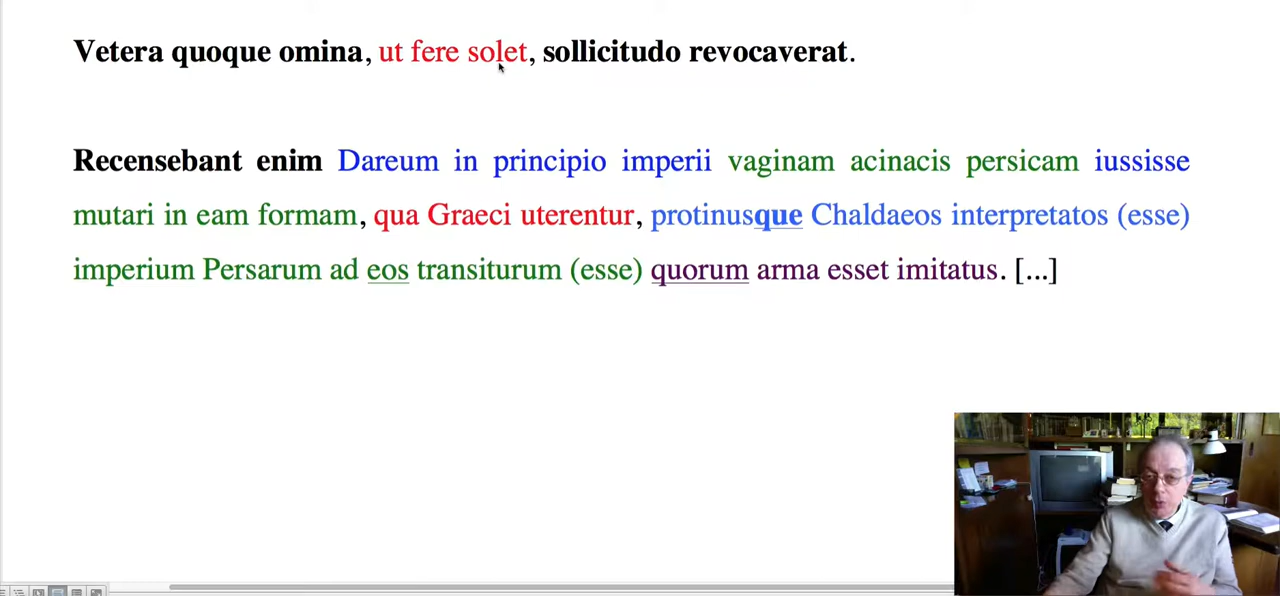 Vetera quoque omina, ut fere solet, sollicitudo revocaverat.
Recensebant enim Dareum in principio imperii vaginam acinacis persicam iussisse
mutari in eam formam, qua Graeci uterentur, protinusque Chaldaeos interpretatos (esse)
imperium Persarum ad eos transiturum (esse) quorum arma esset imitatus. [...]